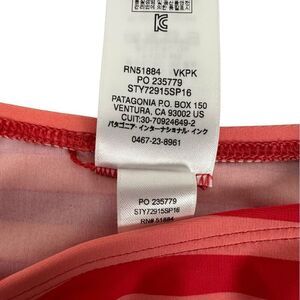 RN51884 VKPK
PO 235779
STY72915SP16
PATAGONIA P.O. BOX 150
VENTURA, CA 93002 US
CUIT:30-70924649-2
パタゴニア・インターナショナル・インク
0467-23-8961
PO 235779
STY72915SP16
RN# 51884